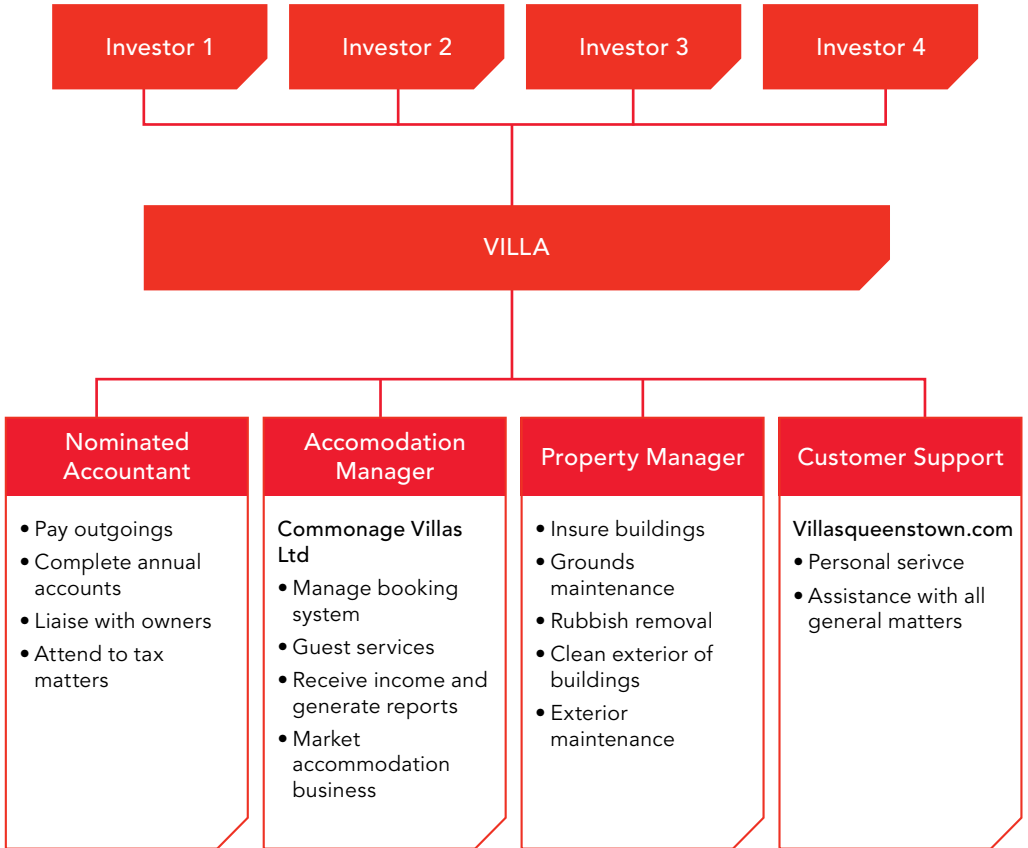 Investor 1
Investor 2
Investor 3
Investor 4
VILLA
Nominated
Accountant
• Pay outgoings
• Complete annual
accounts
• Liaise with owners
• Attend to tax
matters
Accomodation
Manager
Commonage Villas
Ltd
• Manage booking
system
• Guest services
• Receive income and
generate reports
• Market
accommodation
business
Property Manager
• Insure buildings
• Grounds
maintenance
• Rubbish removal
• Clean exterior of
buildings
• Exterior
maintenance
Customer Support
Villasqueenstown.com
• Personal serivce
• Assistance with all
general matters